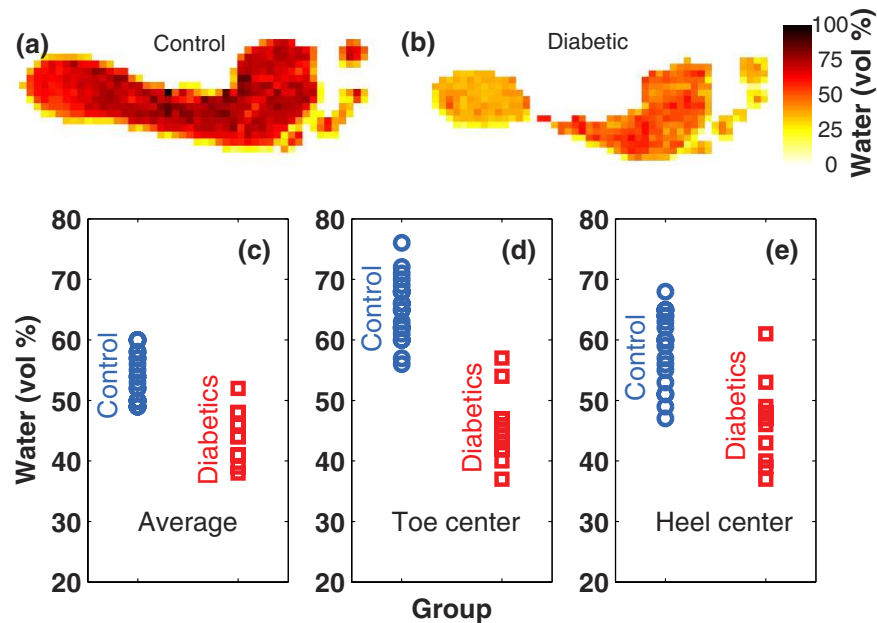 (a)
Control
(b)
Diabetic
100
75
50
25
0
Water (vol %)
80
70
60
50
40
30
20
Water (vol %)
(c)
Control
Diabetics
Average
80
70
60
50
40
30
20
(d)
Control
Diabetics
Toe center
80
70
60
50
40
30
20
(e)
Control
Diabetics
Heel center
Group